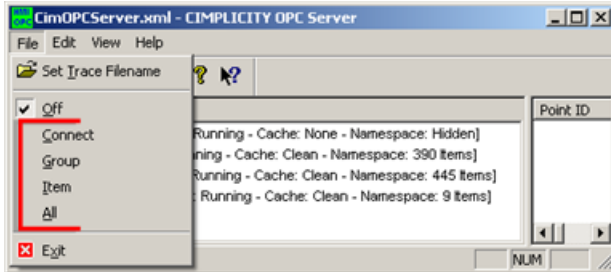 CimOPCServer.xml - CIMPLICITY OPC Server
File Edit View Help
Set Trace Filename
Off
Point ID
Connect
Running - Cache: None - Namespace: Hidden]
Group
ning - Cache: Clean - Namespace: 390 Items]
Item
Running - Cache: Clean - Namespace: 445 Items]
All
Running - Cache: Clean - Namespace: 9 Items]
Exit
NUM